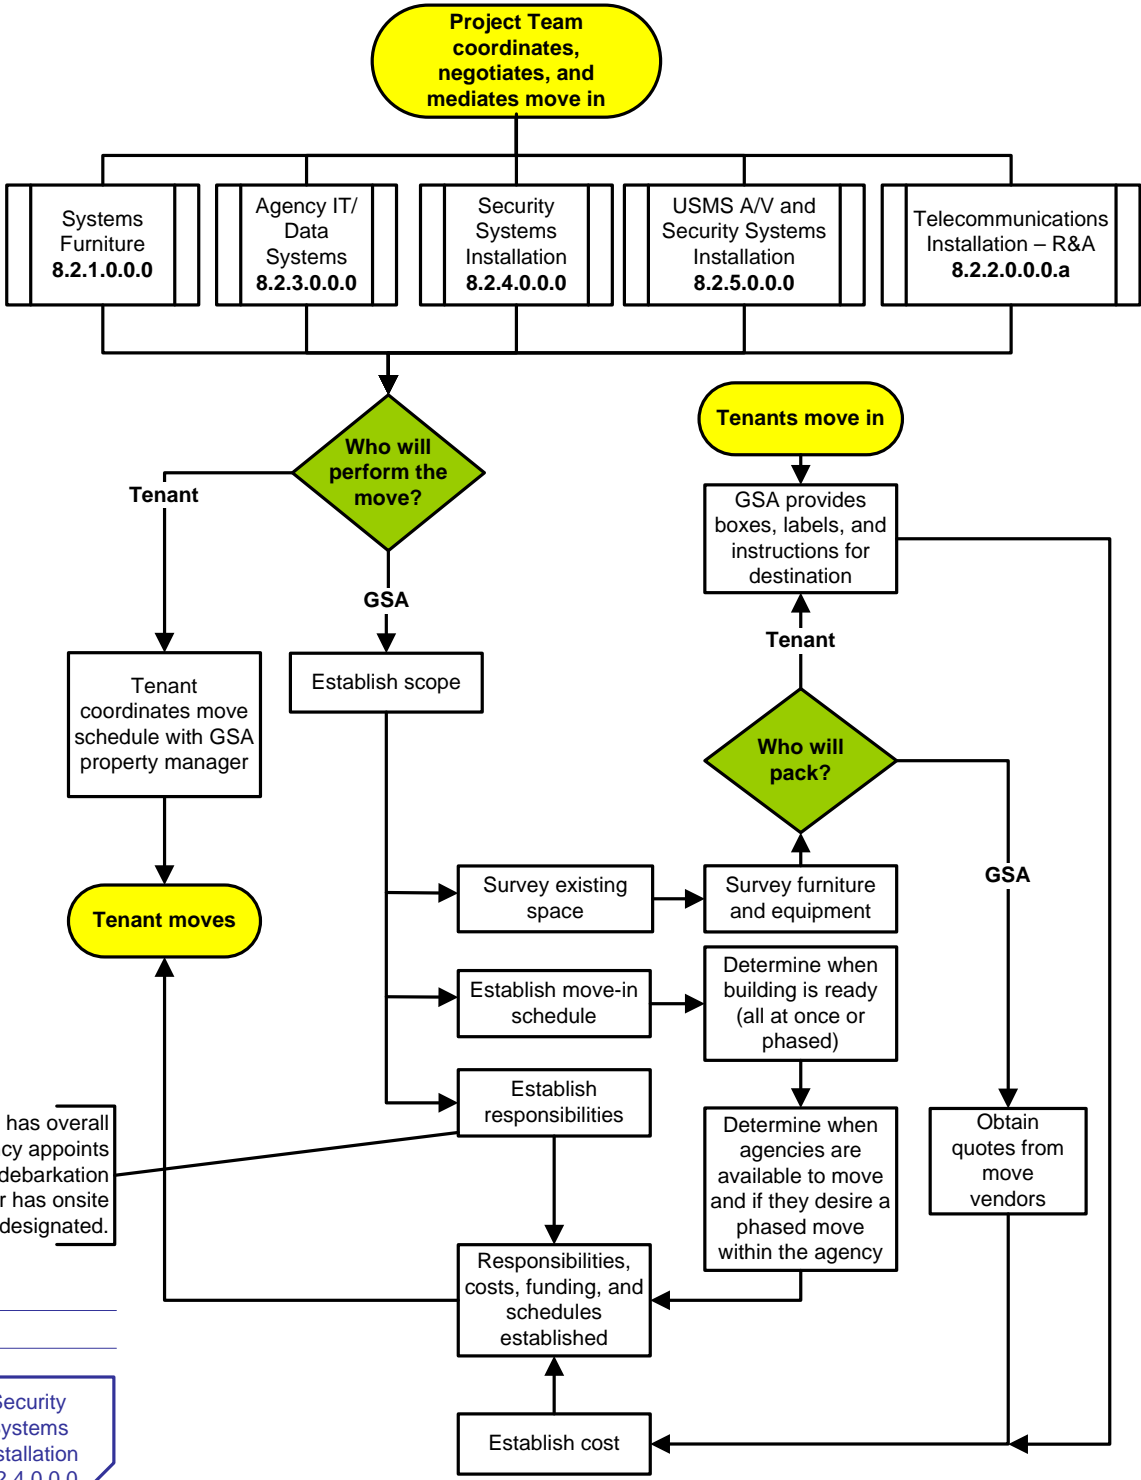 Project Team
coordinates,
negotiates, and
mediates move in
Systems
Furniture
8.2.1.0.0.0
Agency IT/
Data
Systems
8.2.3.0.0.0
Security
Systems
Installation
8.2.4.0.0.0
USMS A/V and
Security Systems
Installation
8.2.5.0.0.0
Telecommunications
Installation – R&A
8.2.2.0.0.0.a
Who will
perform the
move?
Tenant
GSA
Tenants move in
GSA provides
boxes, labels, and
instructions for
destination
Tenant
Tenant
coordinates move
schedule with GSA
property manager
Establish scope
Who will
pack?
GSA
Survey existing
space
Survey furniture
and equipment
Tenant moves
Establish move-in
schedule
Determine when
building is ready
(all at once or
phased)
Establish
responsibilities
has overall
appoints
debarkation
has onsite
designated.
Determine when
agencies are
available to move
and if they desire a
phased move
within the agency
Obtain
quotes from
move
vendors
Responsibilities,
costs, funding, and
schedules
established
Establish cost
Security
Systems
Installation